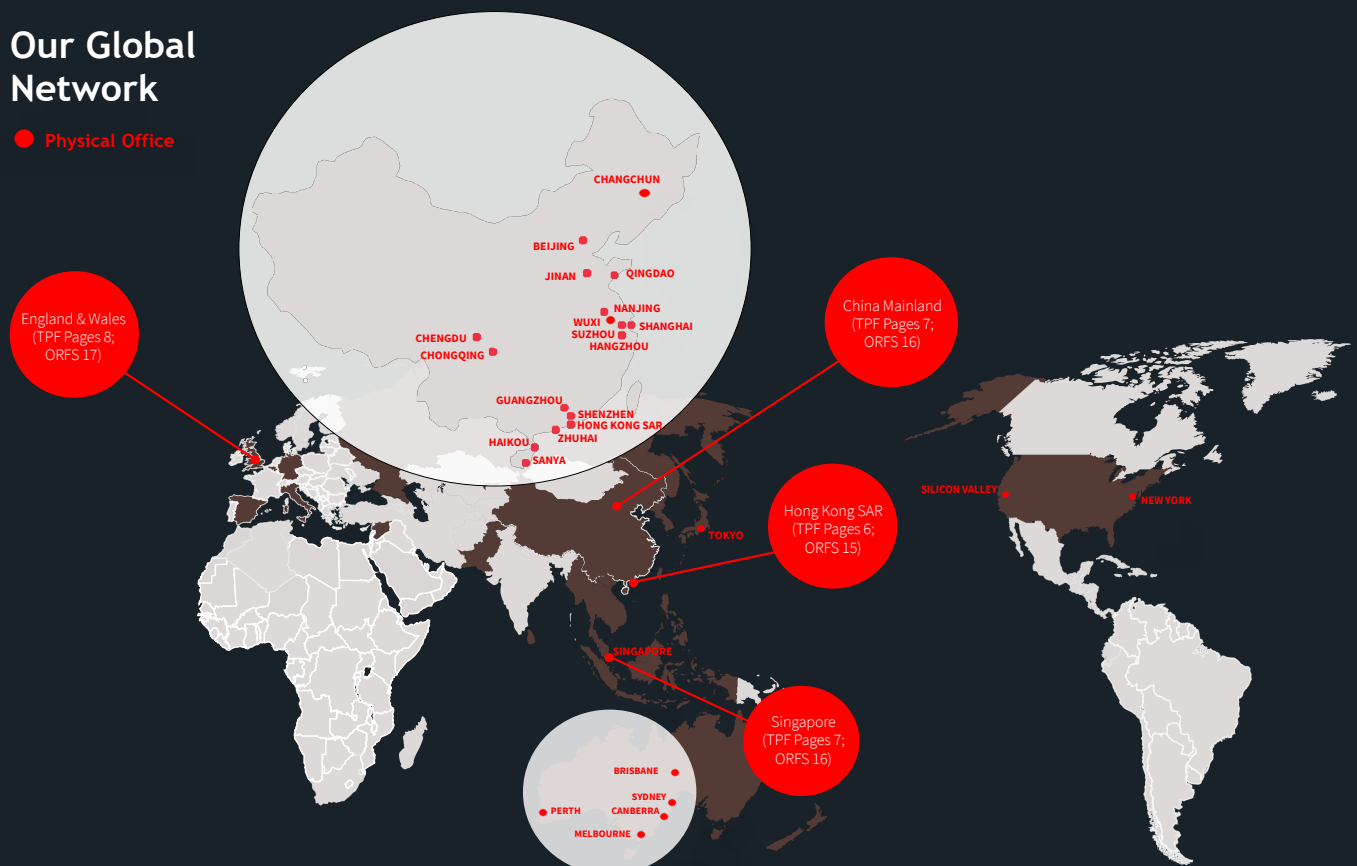 Our Global
Network
Physical Office
CHANGCHUN
BEIJING
JINAN
QINGDAO
NANJING
WUXI
SHANGHAI
SUZHOU
HANGZHOU
CHENGDU
CHONGQING
GUANGZHOU
SHENZHEN
HONG KONG SAR
ZHUHAI
HAIKOU
SANYA
England & Wales
(TPF Pages 8;
ORFS 17)
China Mainland
(TPF Pages 7;
ORFS 16)
Hong Kong SAR
(TPF Pages 6;
ORFS 15)
SILICON VALLEY
NEW YORK
TOKYO
SINGAPORE
Singapore
(TPF Pages 7;
ORFS 16)
BRISBANE
SYDNEY
PERTH
CANBERRA
MELBOURNE